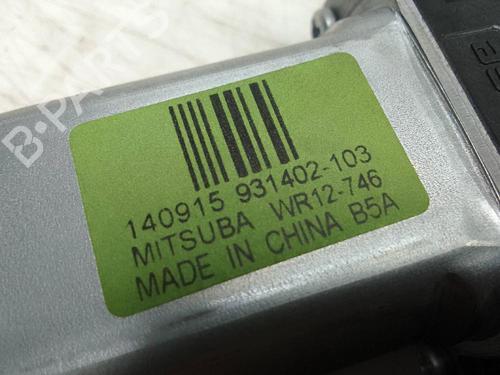 B-PARTS
140915 931402-103
MITSUBA WR12-746
MADE IN CHINA B5A